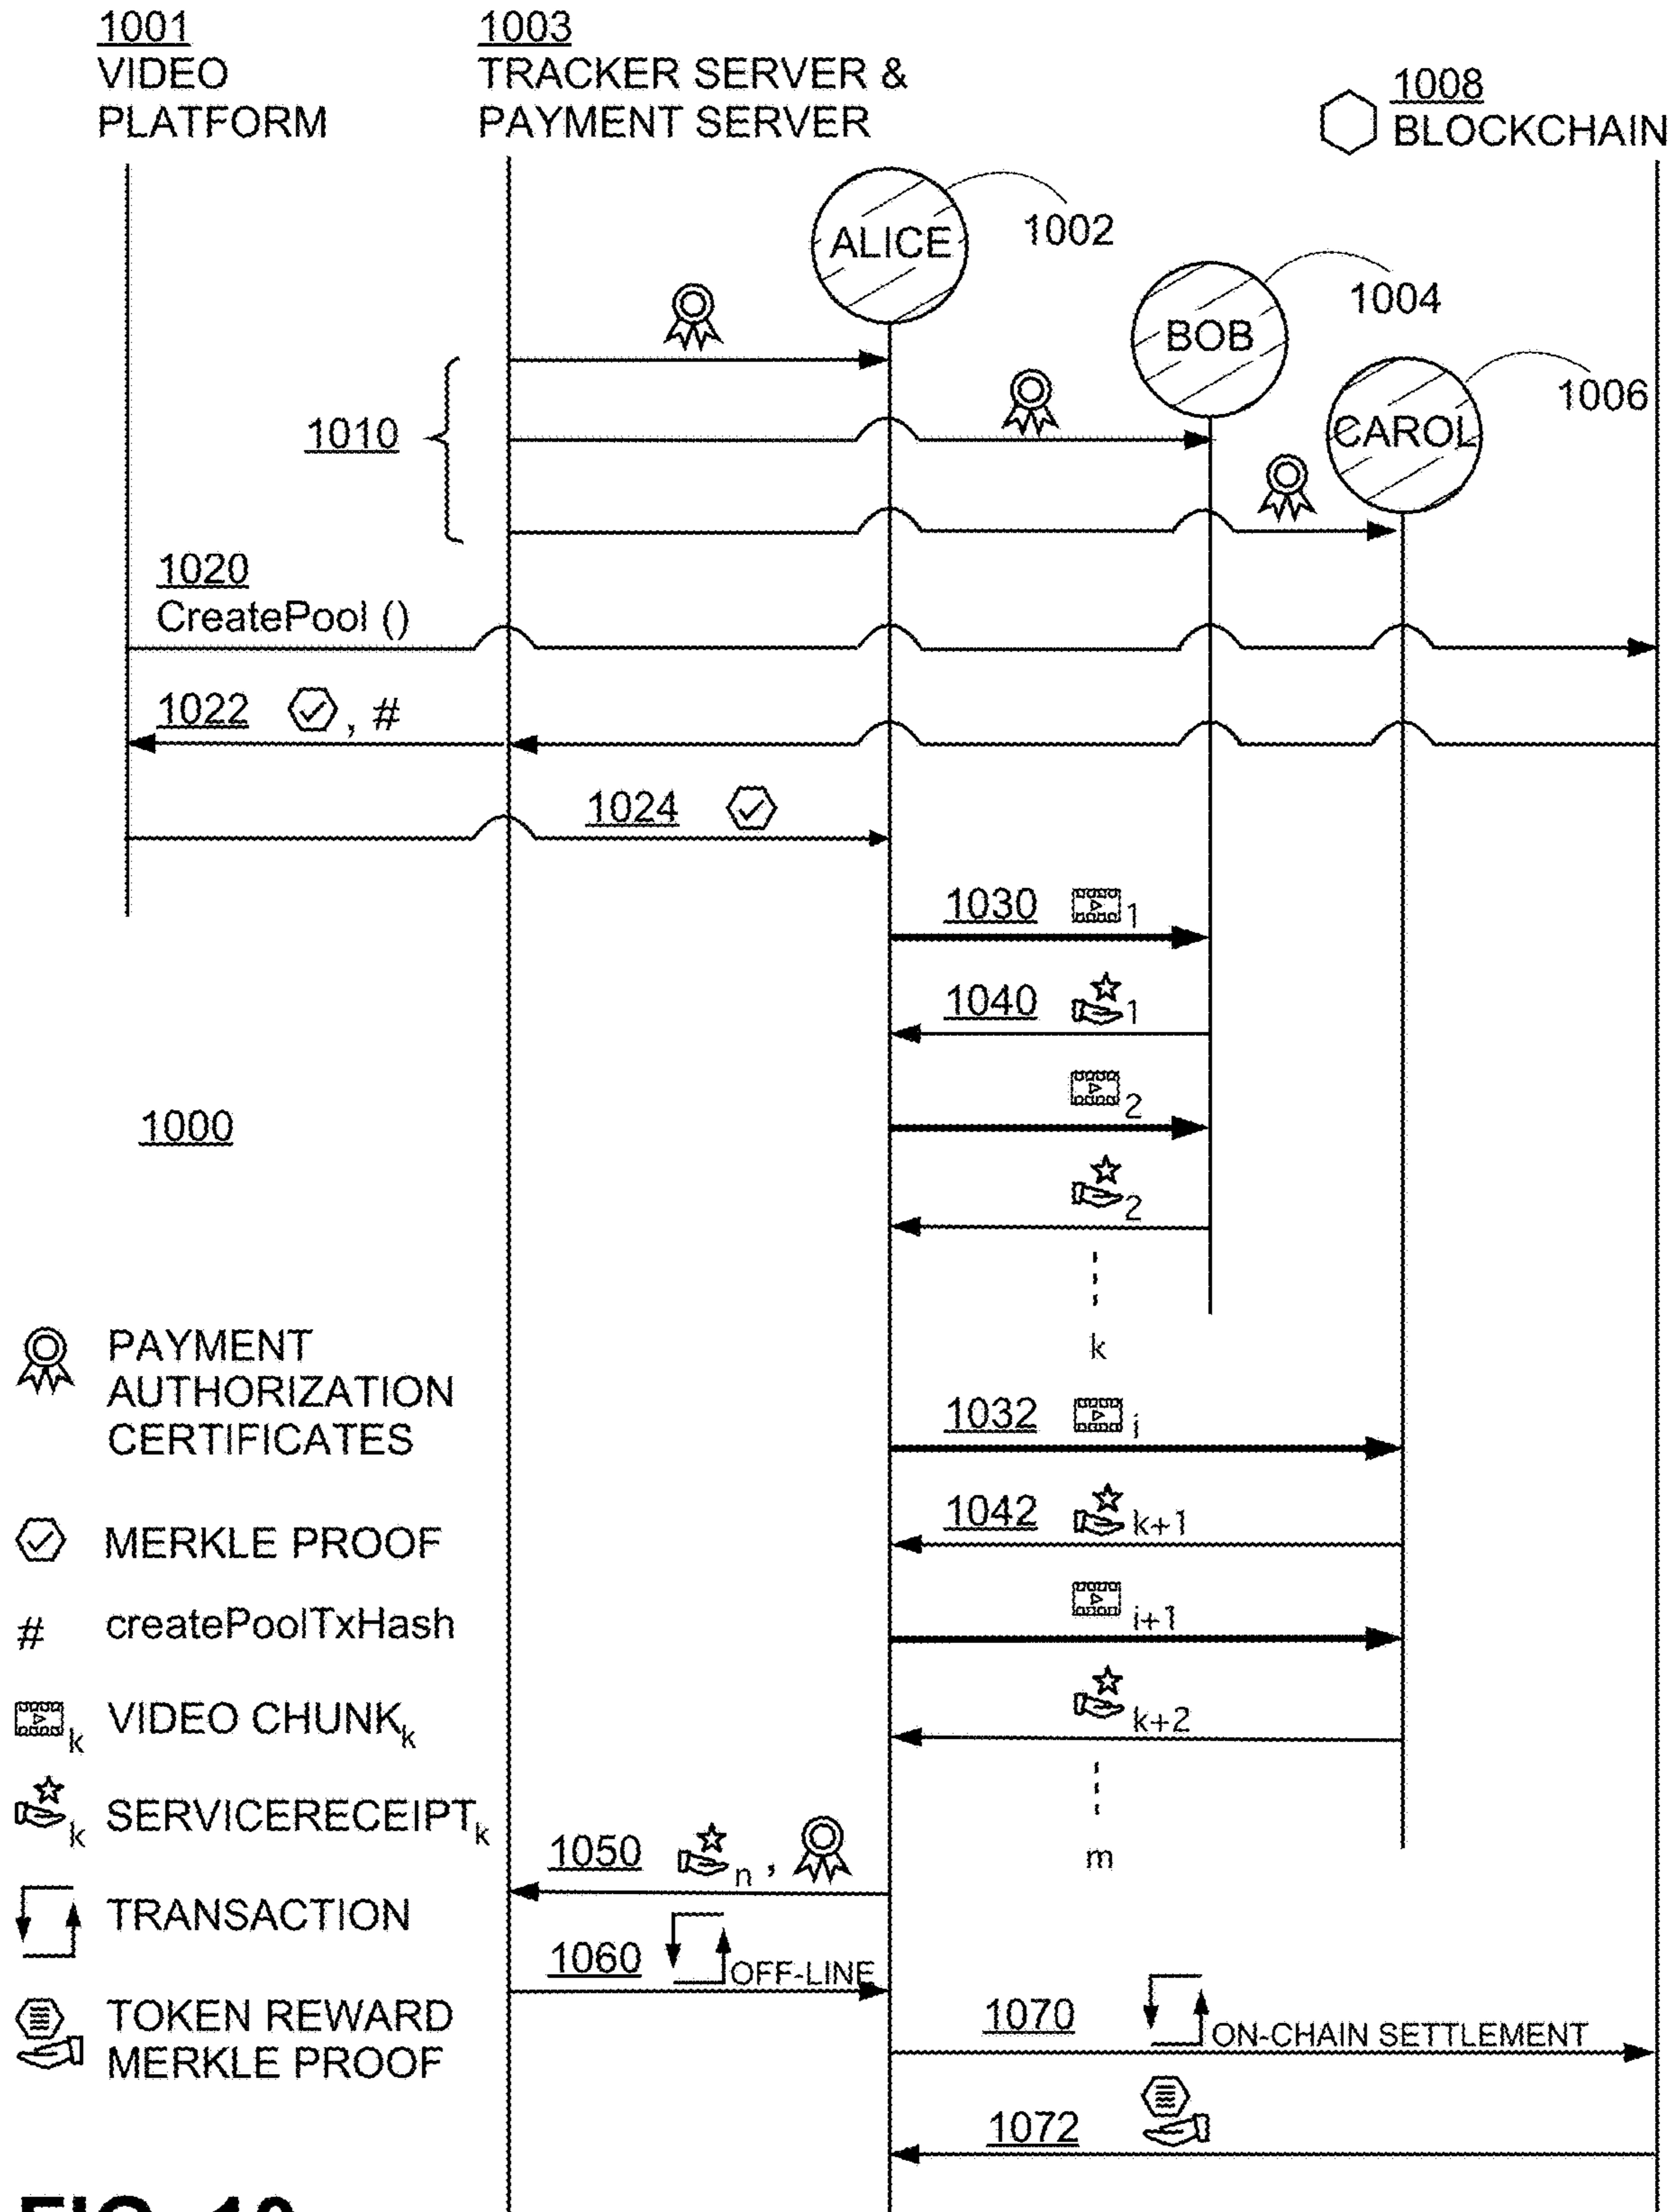 1001
VIDEO
PLATFORM
1003
TRACKER SERVER &
PAYMENT SERVER
1008
BLOCKCHAIN
ALICE
1002
BOB
1004
CAROL
1006
1010
1020
CreatePool ()
1022 , #
1024
1030 1
1040 1
2
1000
2
k
1032 i
1042 k+1
i+1
k+2
m
PAYMENT
AUTHORIZATION
CERTIFICATES
MERKLE PROOF
# createPoolTxHash
k VIDEO CHUNKk
k SERVICERECEIPTk
TRANSACTION
TOKEN REWARD
MERKLE PROOF
1050 n ,
1060 OFF-LINE
1070 ON-CHAIN SETTLEMENT
1072
FIG. 10